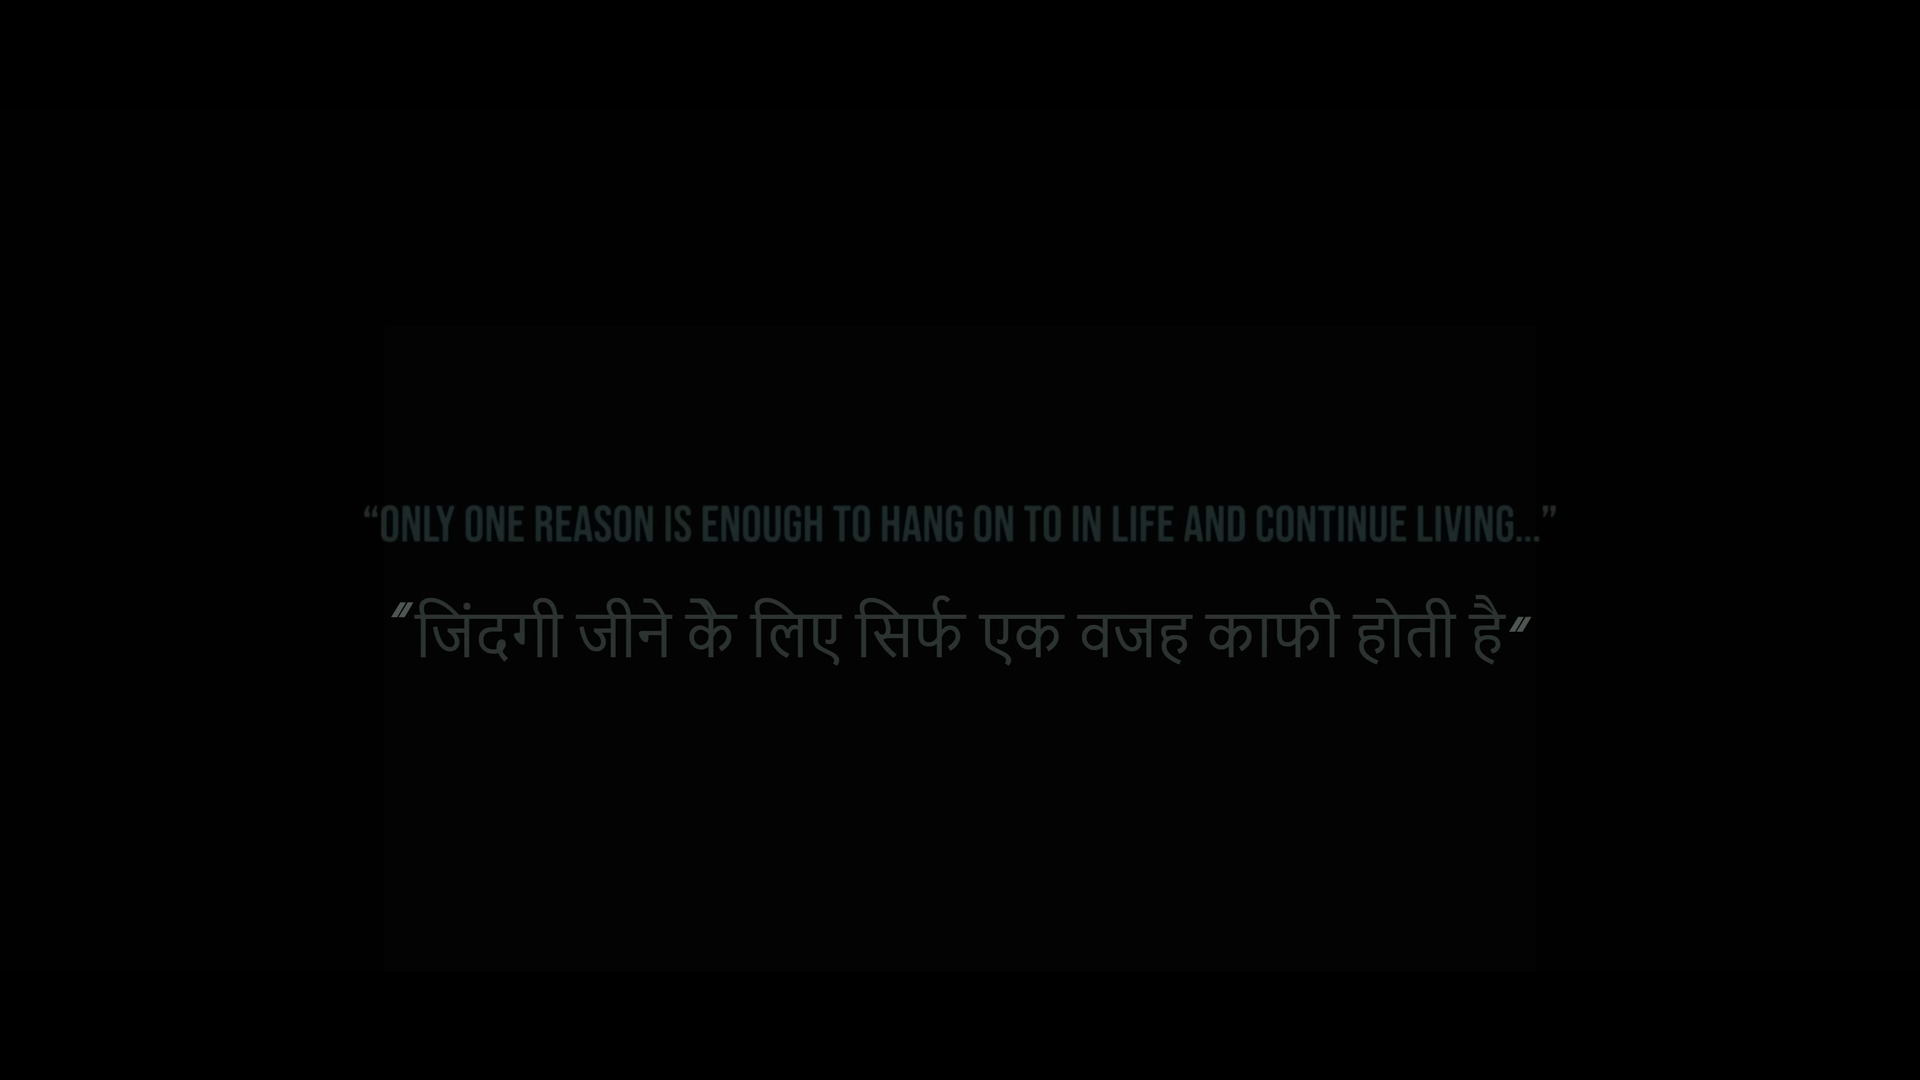 “ONLY ONE REASON IS ENOUGH TO HANG ON TO IN LIFE AND CONTINUE LIVING...”
"जिंदगी जीने के लिए सिर्फ एक वजह काफी होती है"